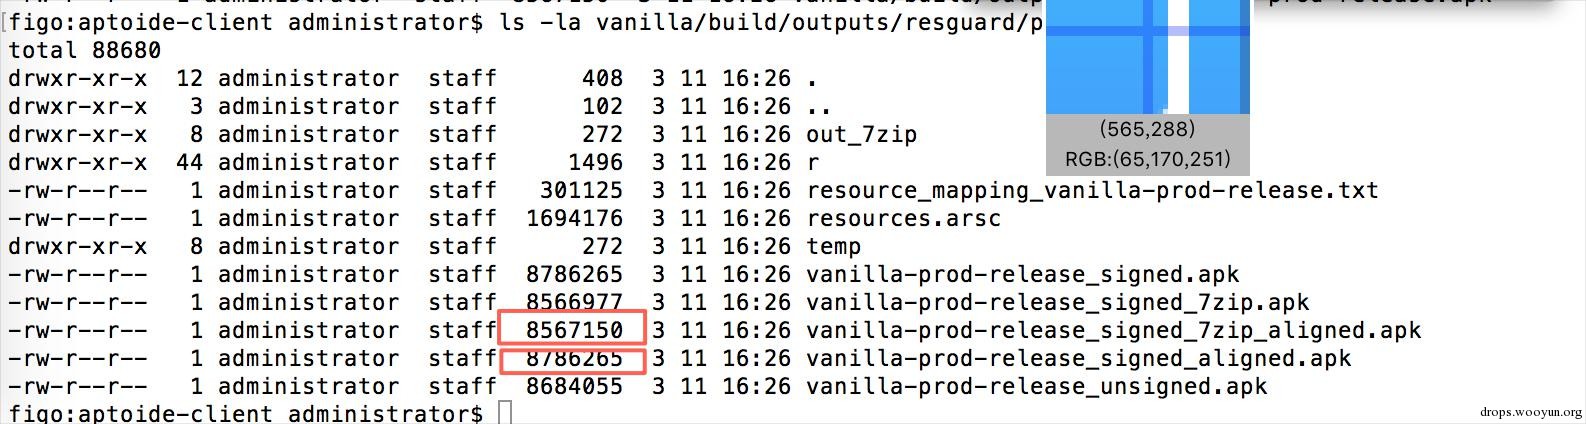 figo:aptoide-client administrator$ ls -la vanilla/build/outputs/resguard/p
total 88680
drwxr-xr-x  12 administrator  staff      408  3 11 16:26 .
drwxr-xr-x   3 administrator  staff      102  3 11 16:26 ..
drwxr-xr-x   8 administrator  staff      272  3 11 16:26 out_7zip
drwxr-xr-x  44 administrator  staff     1496  3 11 16:26 r
-rw-r--r--   1 administrator  staff   301125  3 11 16:26 resource_mapping_vanilla-prod-release.txt
-rw-r--r--   1 administrator  staff  1694176  3 11 16:26 resources.arsc
drwxr-xr-x   8 administrator  staff      272  3 11 16:26 temp
-rw-r--r--   1 administrator  staff  8786265  3 11 16:26 vanilla-prod-release_signed.apk
-rw-r--r--   1 administrator  staff  8566977  3 11 16:26 vanilla-prod-release_signed_7zip.apk
-rw-r--r--   1 administrator  staff  8567150  3 11 16:26 vanilla-prod-release_signed_7zip_aligned.apk
-rw-r--r--   1 administrator  staff  8786265  3 11 16:26 vanilla-prod-release_signed_aligned.apk
-rw-r--r--   1 administrator  staff  8684055  3 11 16:26 vanilla-prod-release_unsigned.apk
figo:aptoide-client administrator$
(565,288)
RGB:(65,170,251)
drops.wooyun.org